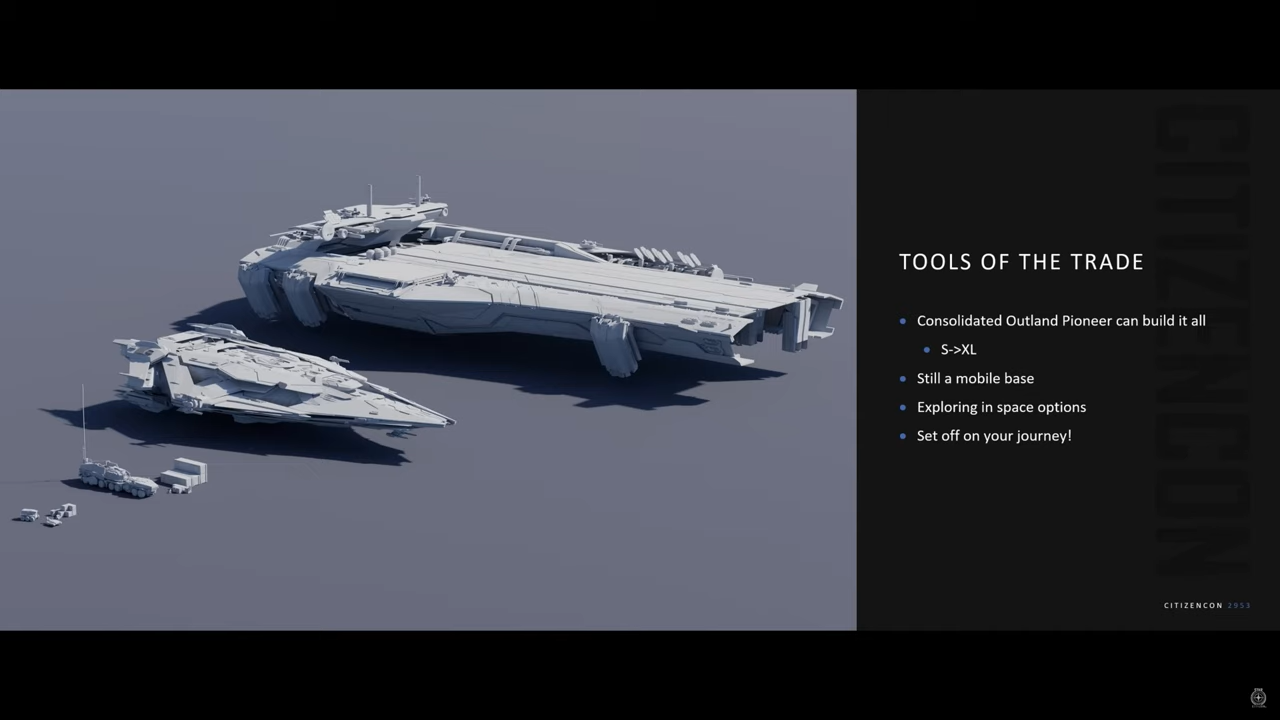 TOOLS OF THE TRADE
Consolidated Outland Pioneer can build it all
S->XL
Still a mobile base
Exploring in space options
Set off on your journey!
CITIZENCON
CITIZENCON 2953